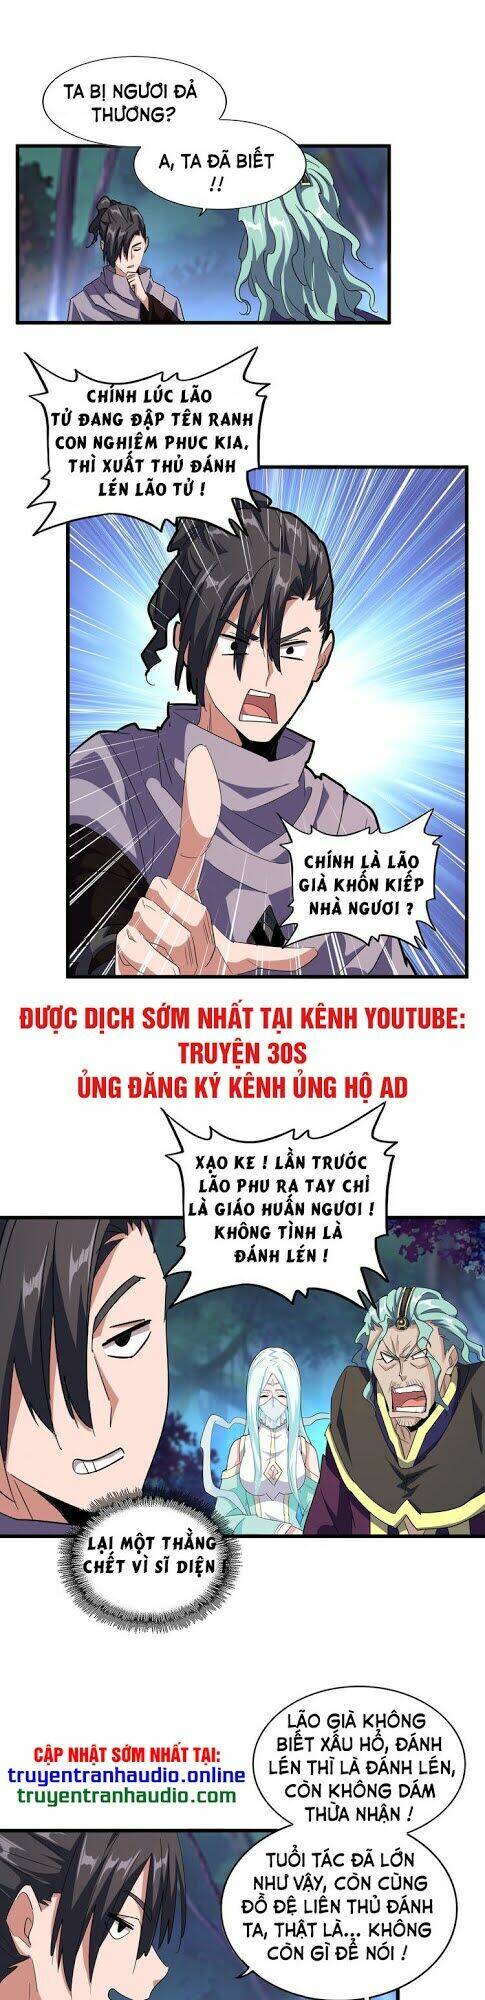 TA BỊ NGƯƠI ĐẢ
THƯƠNG?
A, TA ĐÃ BIẾT
!!
CHÍNH LÚC LÃO
TỬ ĐANG ĐẬP TÊN RANH
CON NGHIÊM PHUC KIA,
THÌ XUẤT THỦ ĐÁNH
LÉN LÃO TỬ !
CHÍNH LÀ LÃO
GIÀ KHỐN KIẾP
NHÀ NGƯƠI ?
ĐƯỢC DỊCH SỚM NHẤT TẠI KÊNH YOUTUBE:
TRUYỆN 30S
ỦNG ĐĂNG KÝ KÊNH ỦNG HỘ AD
XẠO KE ! LẦN TRƯỚC
LÃO PHU RA TAY CHỈ
LÀ GIÁO HUẤN NGƯƠI !
KHÔNG TÌNH LÀ
ĐÁNH LÉN !
LẠI MỘT THẰNG
CHẾT VÌ SĨ DIỆN !
LÃO GIÀ KHÔNG
BIẾT XẤU HỔ, ĐÁNH
LÉN THÌ LÀ ĐÁNH LÉN,
CÒN KHÔNG DÁM
THỪA NHẬN !
CẬP NHẬT SỚM NHẤT TẠI:
truyentranhaudio.online
truyentranhaudio.com
TUỔI TÁC ĐÃ LỚN
NHƯ VẬY, CÒN CÙNG
ĐỒ ĐỆ LIÊN THỦ ĐÁNH
TA, THẬT LÀ... KHÔNG
CÒN GÌ ĐỂ NÓI !